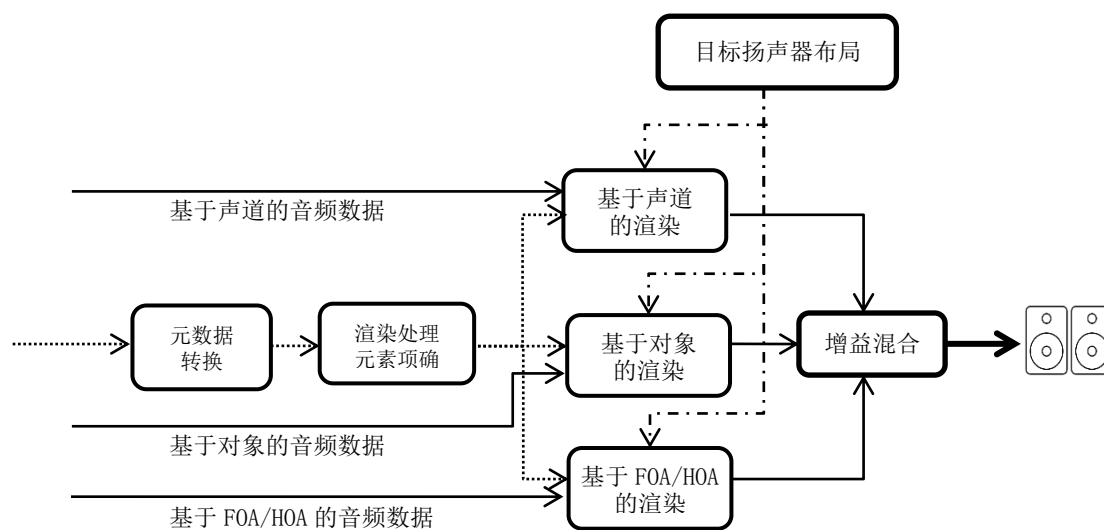 目标扬声器布局
基于声道
的渲染
基于声道的音频数据
元数据
转换
渲染处理
元素项确
基于对象
的渲染
增益混合
基于对象的音频数据
基于 FOA/HOA
的渲染
基于 FOA/HOA 的音频数据